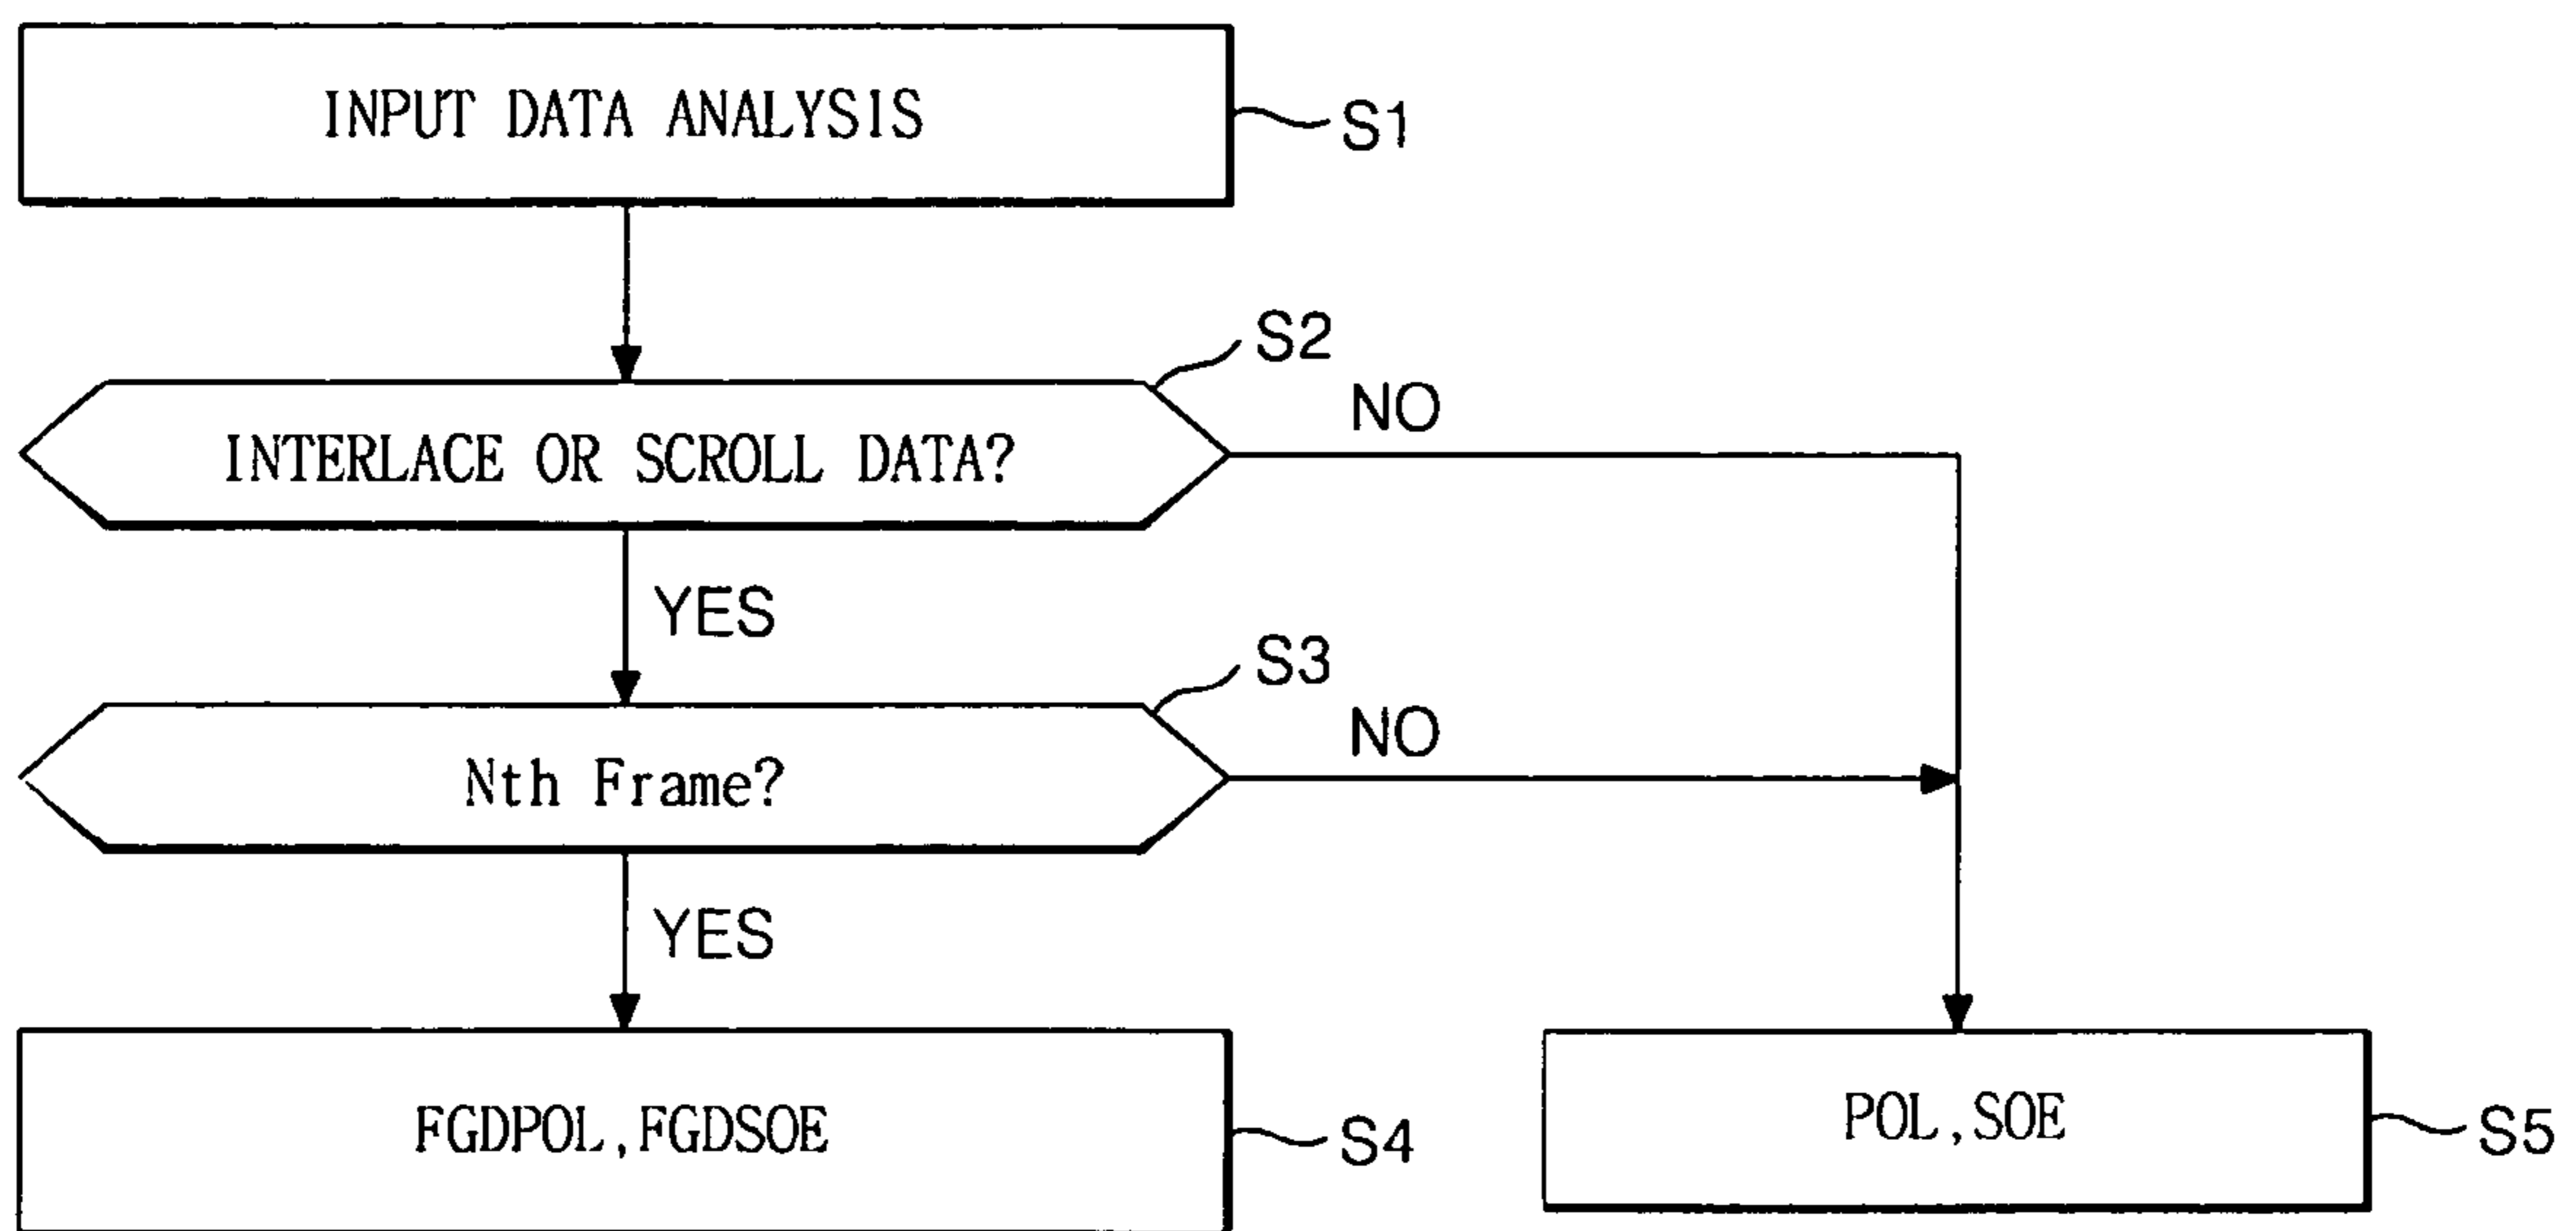 INPUT DATA ANALYSIS
S1
S2
INTERLACE OR SCROLL DATA?
NO
YES
S3
Nth Frame?
NO
YES
FGDPOL,FGDSOE
S4
POL,SOE
S5